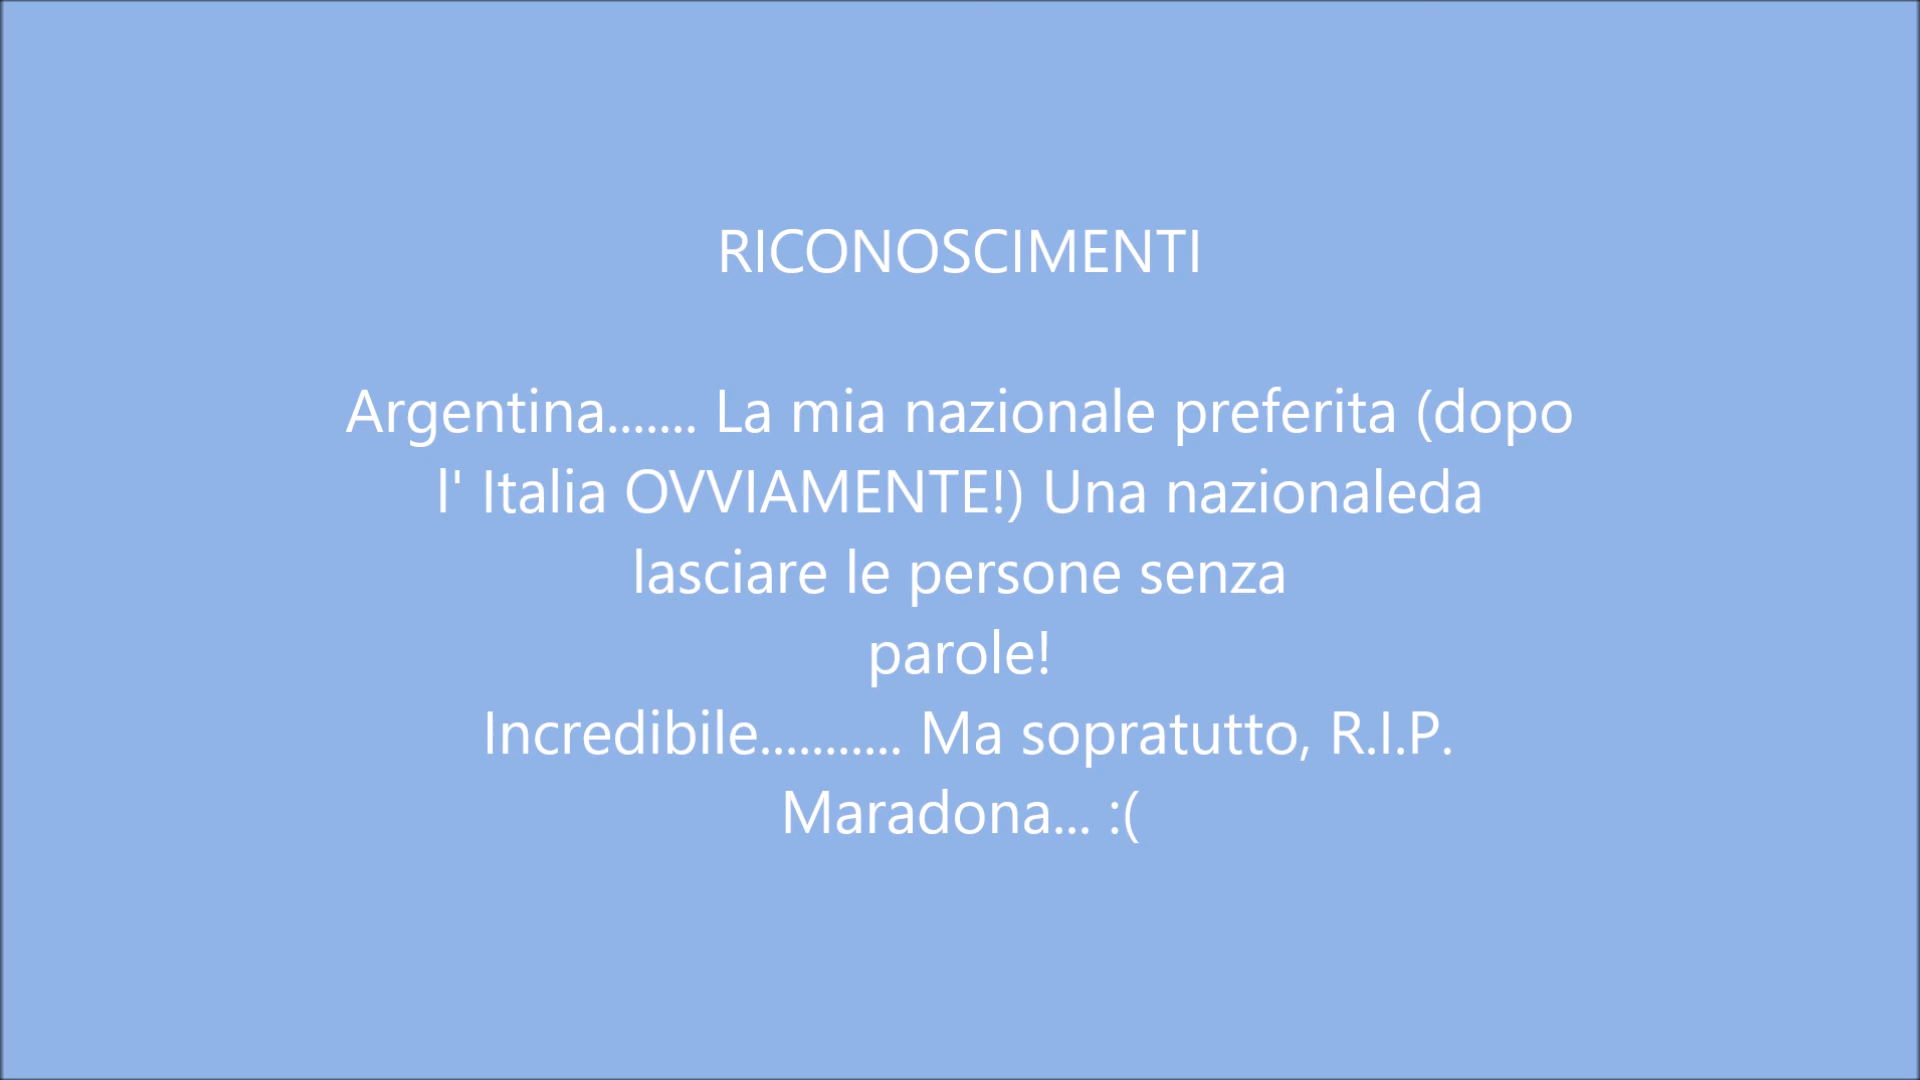 RICONOSCIMENTI
Argentina....... La mia nazionale preferita (dopo
l' Italia OVVIAMENTE!) Una nazionaleda
lasciare le persone senza
parole!
Incredibile........... Ma sopratutto, R.I.P.
Maradona... :(